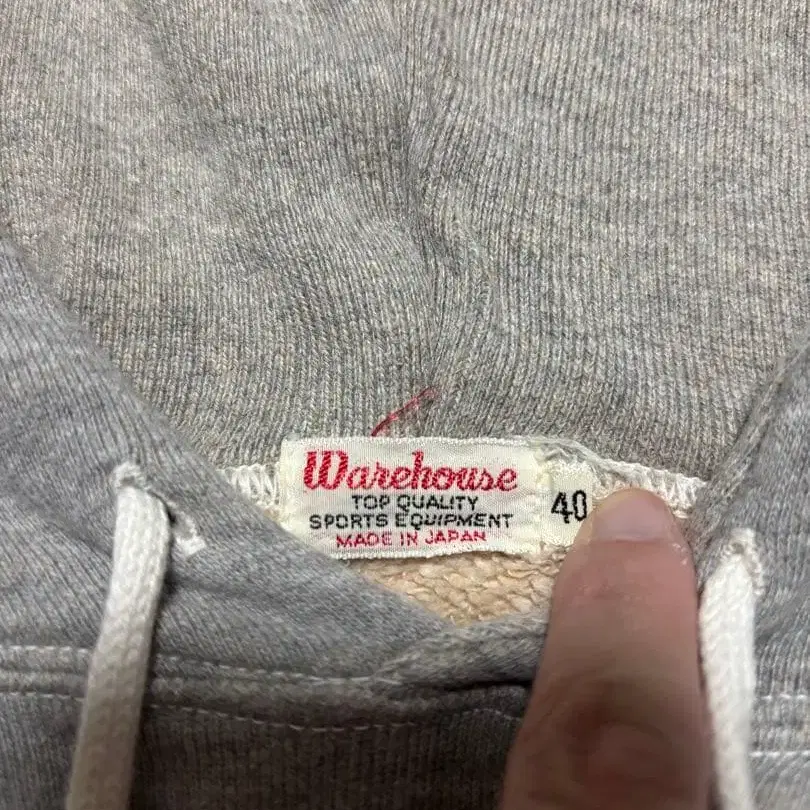 Warehouse
TOP QUALITY
SPORTS EQUIPMENT
MADE IN JAPAN
40